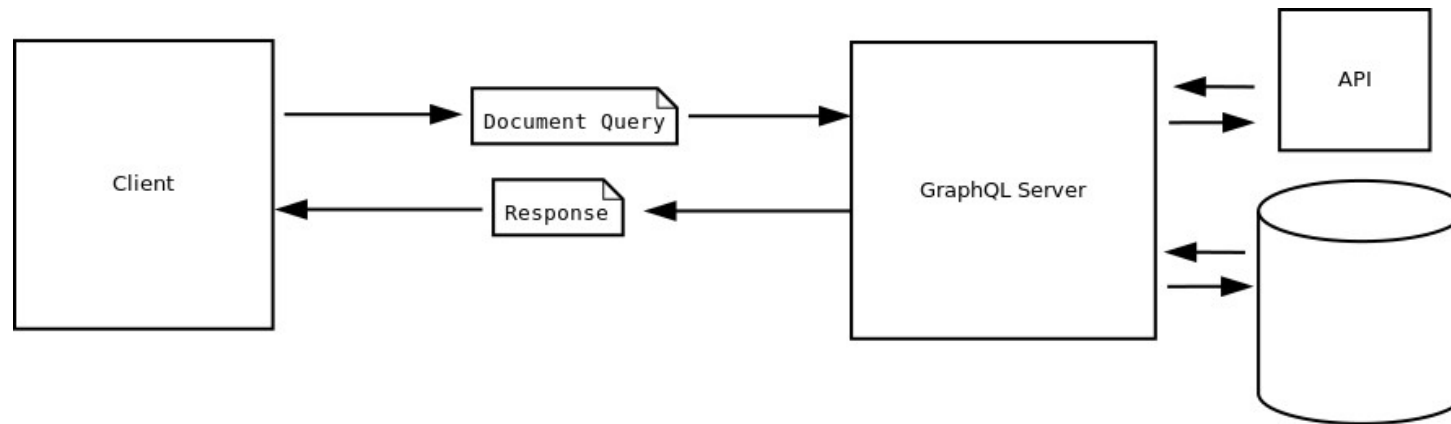 Client
Document Query
Response
GraphQL Server
API